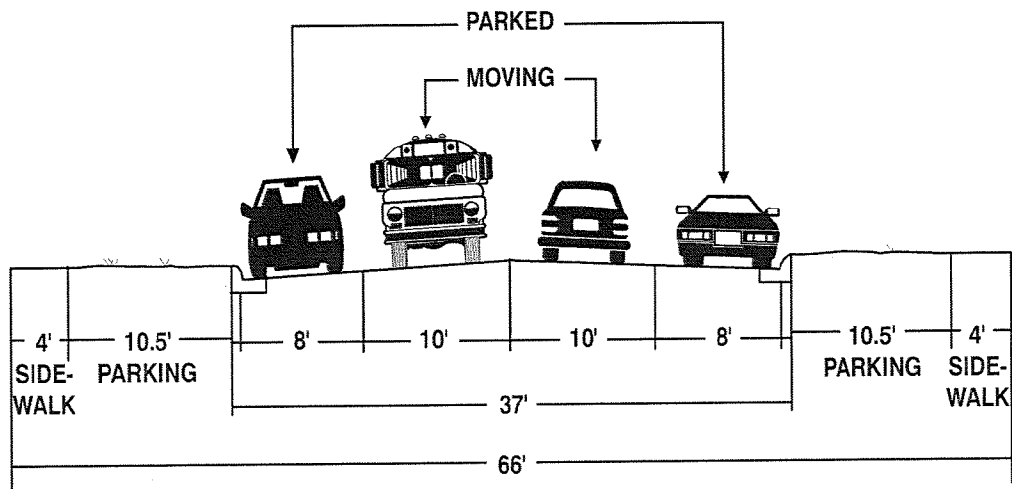 PARKED
MOVING
4' 10.5' 8' 10' 10' 8' 10.5' 4'
SIDE- PARKING PARKING SIDE-
WALK WALK
37'
66'